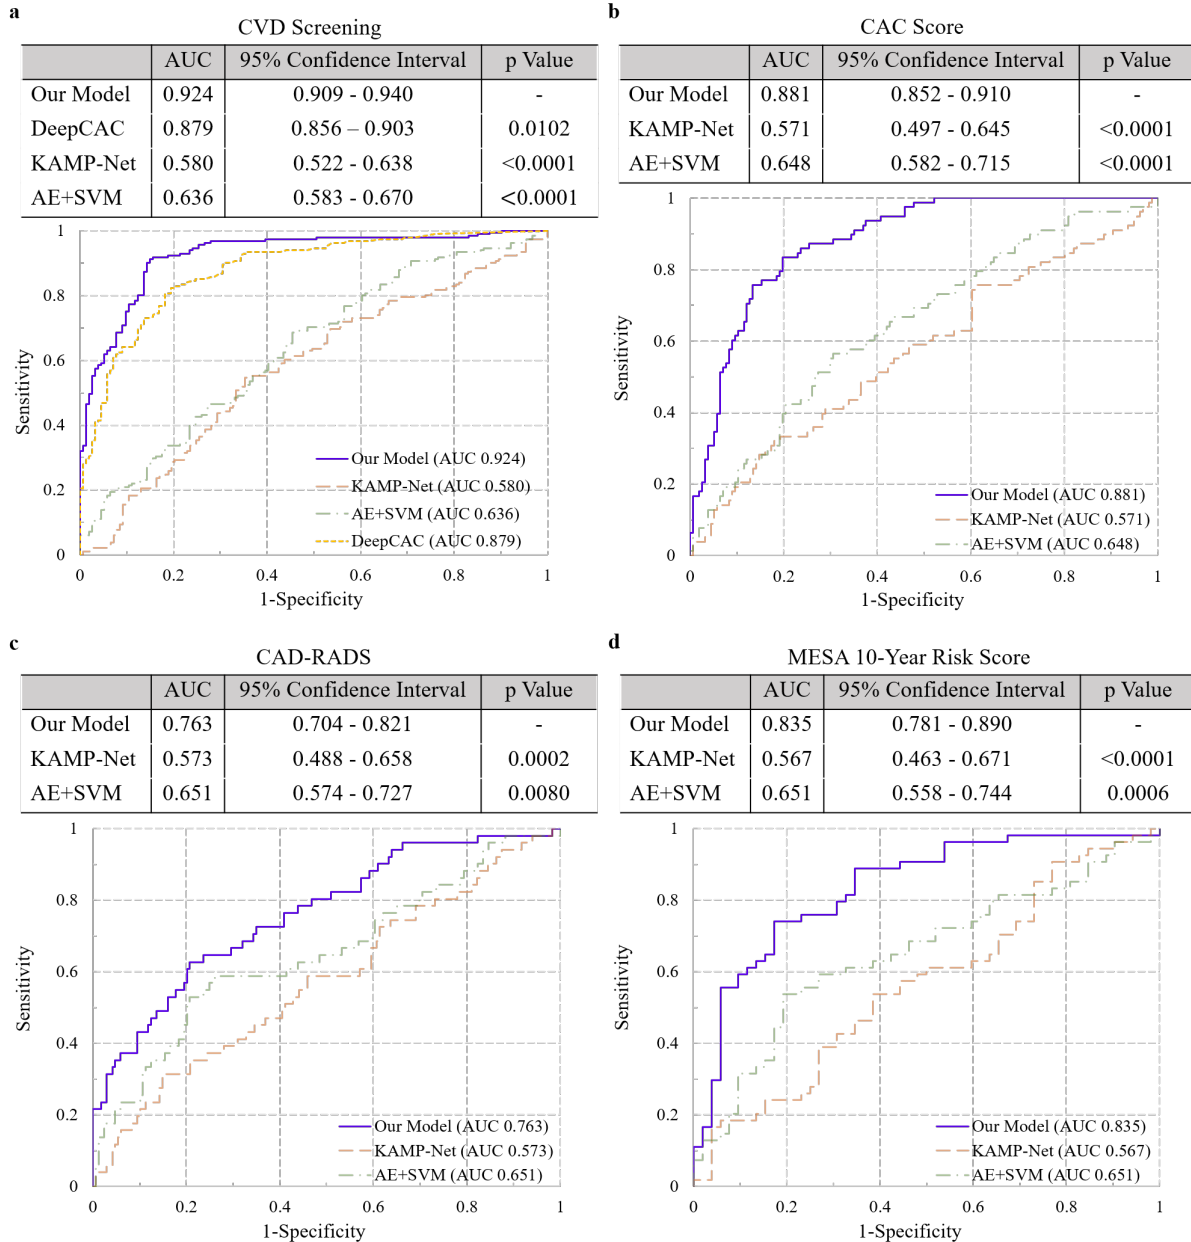 a
CVD Screening
AUC 95% Confidence Interval p Value
Our Model 0.924 0.909 - 0.940 -
DeepCAC 0.879 0.856 – 0.903 0.0102
KAMP-Net 0.580 0.522 - 0.638 <0.0001
AE+SVM 0.636 0.583 - 0.670 <0.0001
1
0.8
0.6
0.4
0.2
0
Sensitivity
Our Model (AUC 0.924)
KAMP-Net (AUC 0.580)
AE+SVM (AUC 0.636)
DeepCAC (AUC 0.879)
0 0.2 0.4 0.6 0.8 1
1-Specificity
b
CAC Score
AUC 95% Confidence Interval p Value
Our Model 0.881 0.852 - 0.910 -
KAMP-Net 0.571 0.497 - 0.645 <0.0001
AE+SVM 0.648 0.582 - 0.715 <0.0001
1
0.8
0.6
0.4
0.2
0
Sensitivity
Our Model (AUC 0.881)
KAMP-Net (AUC 0.571)
AE+SVM (AUC 0.648)
0 0.2 0.4 0.6 0.8 1
1-Specificity
c
CAD-RADS
AUC 95% Confidence Interval p Value
Our Model 0.763 0.704 - 0.821 -
KAMP-Net 0.573 0.488 - 0.658 0.0002
AE+SVM 0.651 0.574 - 0.727 0.0080
1
0.8
0.6
0.4
0.2
0
Sensitivity
Our Model (AUC 0.763)
KAMP-Net (AUC 0.573)
AE+SVM (AUC 0.651)
0 0.2 0.4 0.6 0.8 1
1-Specificity
d
MESA 10-Year Risk Score
AUC 95% Confidence Interval p Value
Our Model 0.835 0.781 - 0.890 -
KAMP-Net 0.567 0.463 - 0.671 <0.0001
AE+SVM 0.651 0.558 - 0.744 0.0006
1
0.8
0.6
0.4
0.2
0
Sensitivity
Our Model (AUC 0.835)
KAMP-Net (AUC 0.567)
AE+SVM (AUC 0.651)
0 0.2 0.4 0.6 0.8 1
1-Specificity